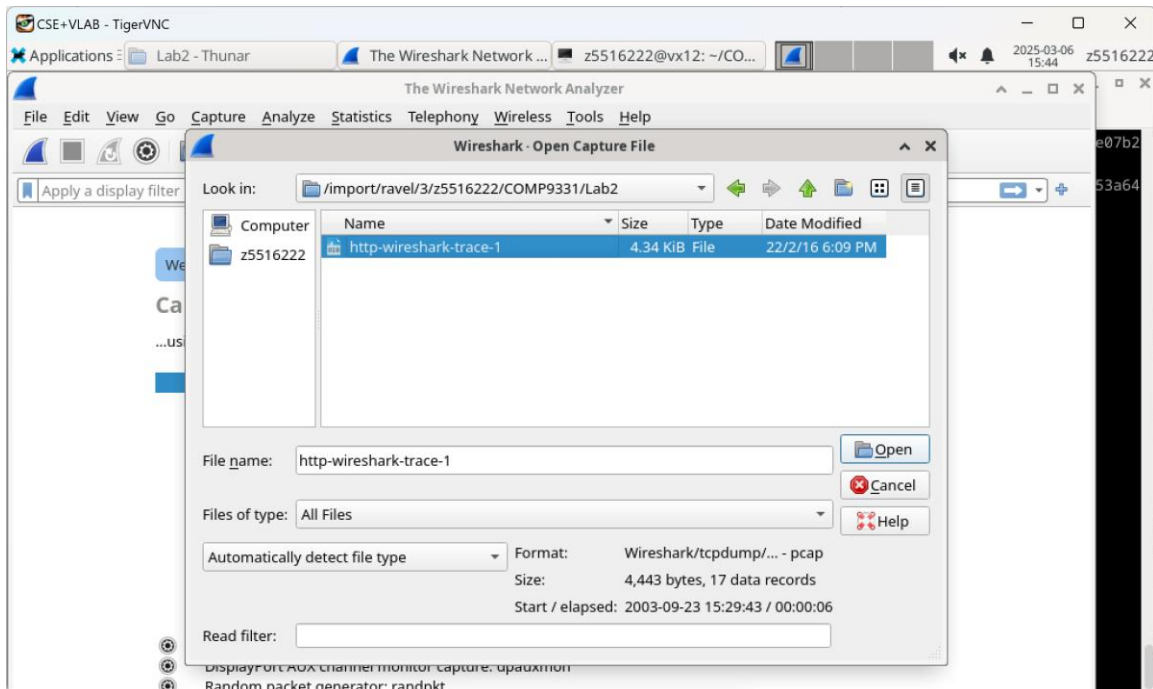 CSE+VLAB - TigerVNC
Applications Lab2 - Thunar The Wireshark Network ... z5516222@vx12: ~/CO... 2025-03-06 15:44 z5516222
The Wireshark Network Analyzer
File Edit View Go Capture Analyze Statistics Telephony Wireless Tools Help
Wireshark · Open Capture File
e07b2
Apply a display filter
Look in: /import/ravel/3/z5516222/COMP9331/Lab2
53a64
Computer
z5516222
Name Size Type Date Modified
http-wireshark-trace-1 4.34 KiB File 22/2/16 6:09 PM
We
Ca
...usi
File name: http-wireshark-trace-1
Open
Cancel
Files of type: All Files
Help
Automatically detect file type
Format: Wireshark/tcpdump/... - pcap
Size: 4,443 bytes, 17 data records
Start / elapsed: 2003-09-23 15:29:43 / 00:00:06
Read filter:
DisplayPort AUX channel monitor capture: dpauxmon
Random packet generator: randpkt